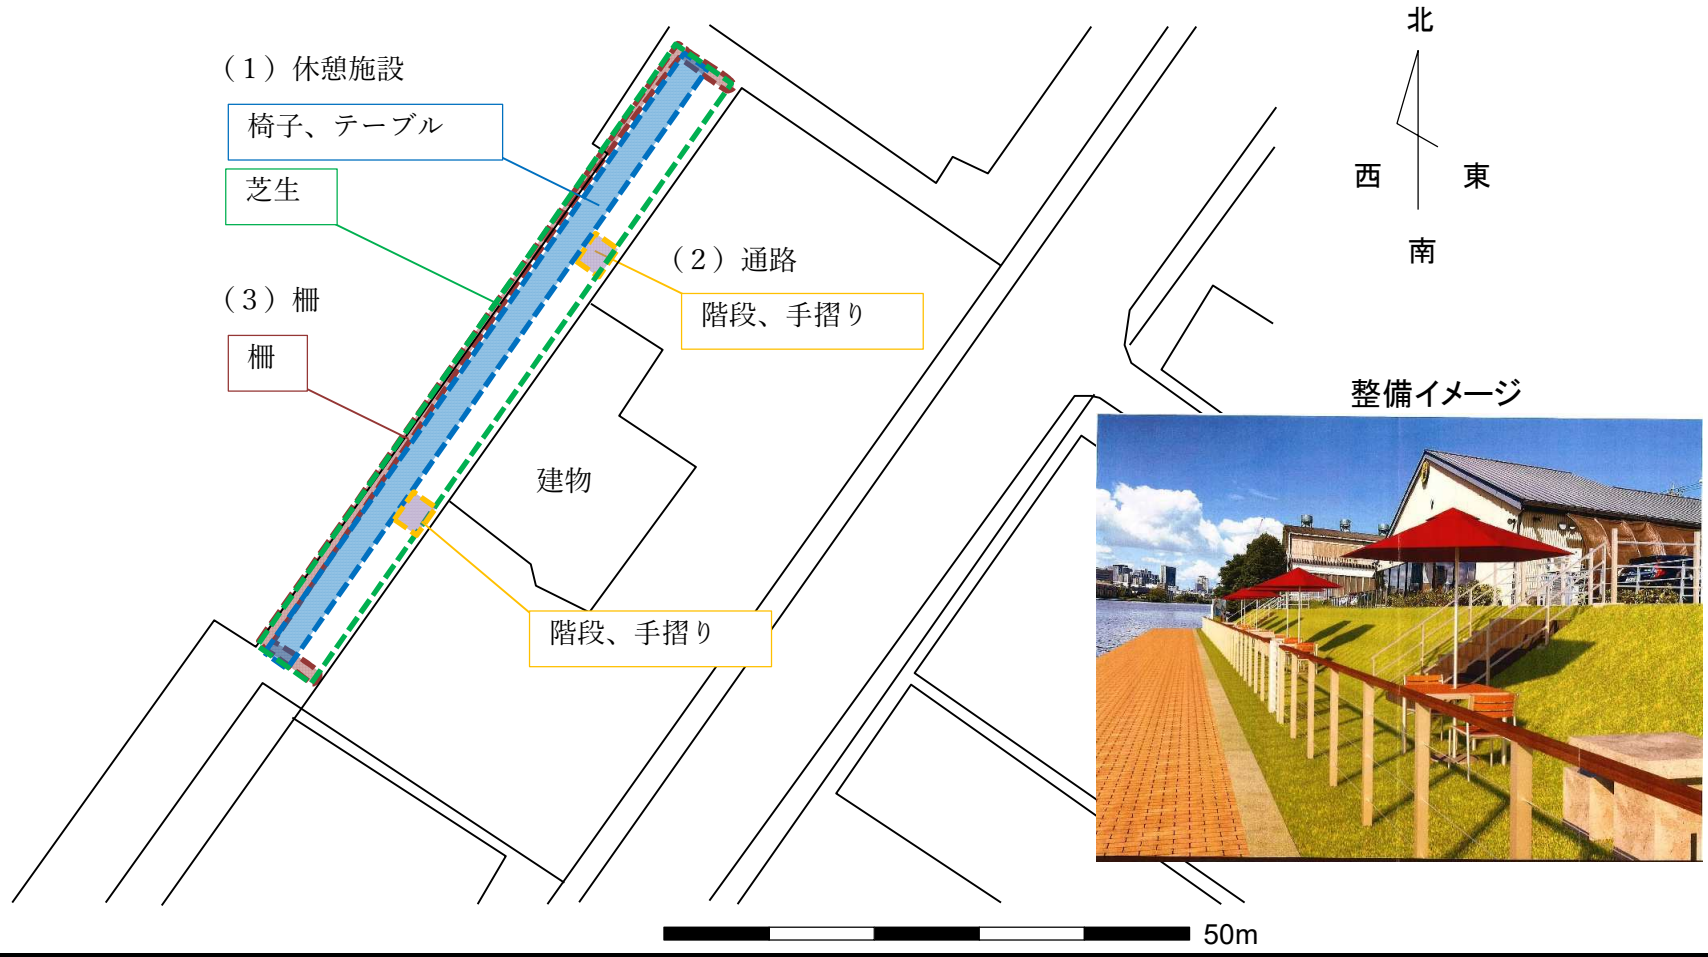 （1）休憩施設
椅子、テーブル
芝生
（2）通路
階段、手摺り
（3）柵
柵
建物
階段、手摺り
北
西
東
南
整備イメージ
50m